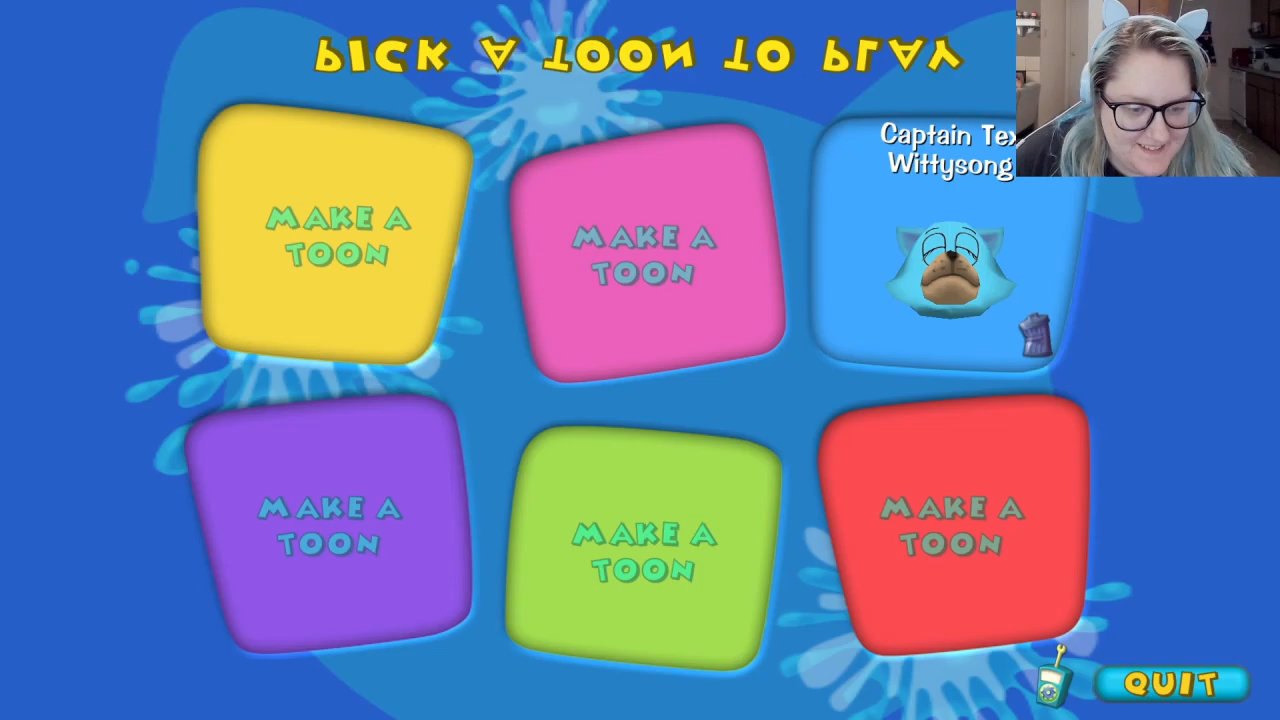 PICK A TOON TO PLAY
MAKE A
TOON
MAKE A
TOON
Captain Tex
Wittysong
MAKE A
TOON
MAKE A
TOON
MAKE A
TOON
QUIT